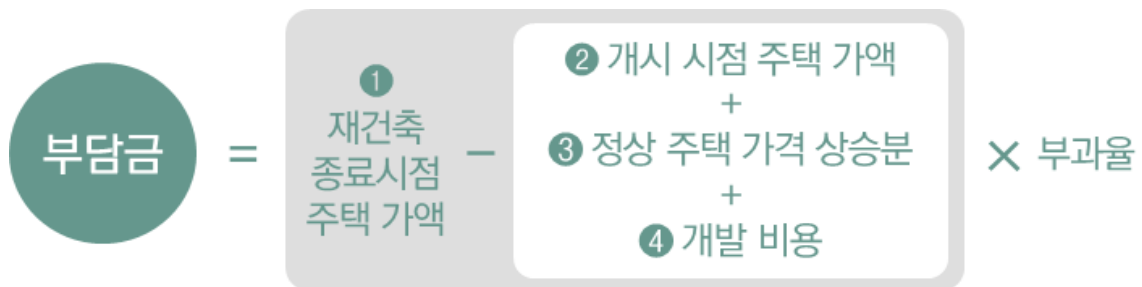 부담금
=
❶
재건축
종료시점
주택 가액
−
❷ 개시 시점 주택 가액
+
❸ 정상 주택 가격 상승분
+
❹ 개발 비용
× 부과율